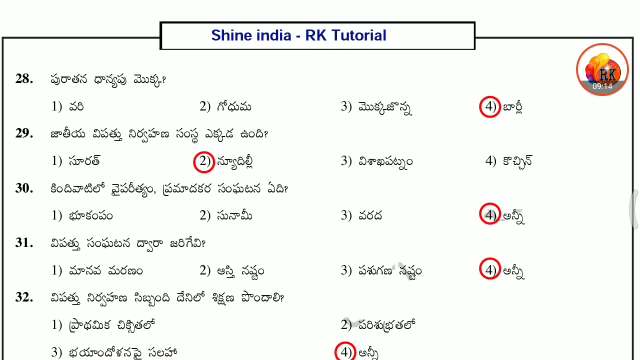 Shine india - RK Tutorial
RK
09:14
28. పురాతన ధాన్యపు మొక్క?
1) వరి 2) గోధుమ 3) మొక్కజొన్న 4) బార్లీ
29. జాతీయ విపత్తు నిర్వహణ సంస్థ ఎక్కడ ఉంది?
1) సూరత్ 2) న్యూఢిల్లీ 3) విశాఖపట్నం 4) కొచ్చిన్
30. కిందివాటిలో వైపరీత్యం, ప్రమాదకర సంఘటన ఏది?
1) భూకంపం 2) సునామీ 3) వరద 4) అన్నీ
31. విపత్తు సంఘటన ద్వారా జరిగేవి?
1) మానవ మరణం 2) ఆస్తి నష్టం 3) పశుగణ నష్టం 4) అన్నీ
32. విపత్తు నిర్వహణ సిబ్బంది దేనిలో శిక్షణ పొందాలి?
1) ప్రాథమిక చికిత్సలో 2) పరిశుభ్రతలో
3) భయాందోళనపై సలహా 4) అన్నీ